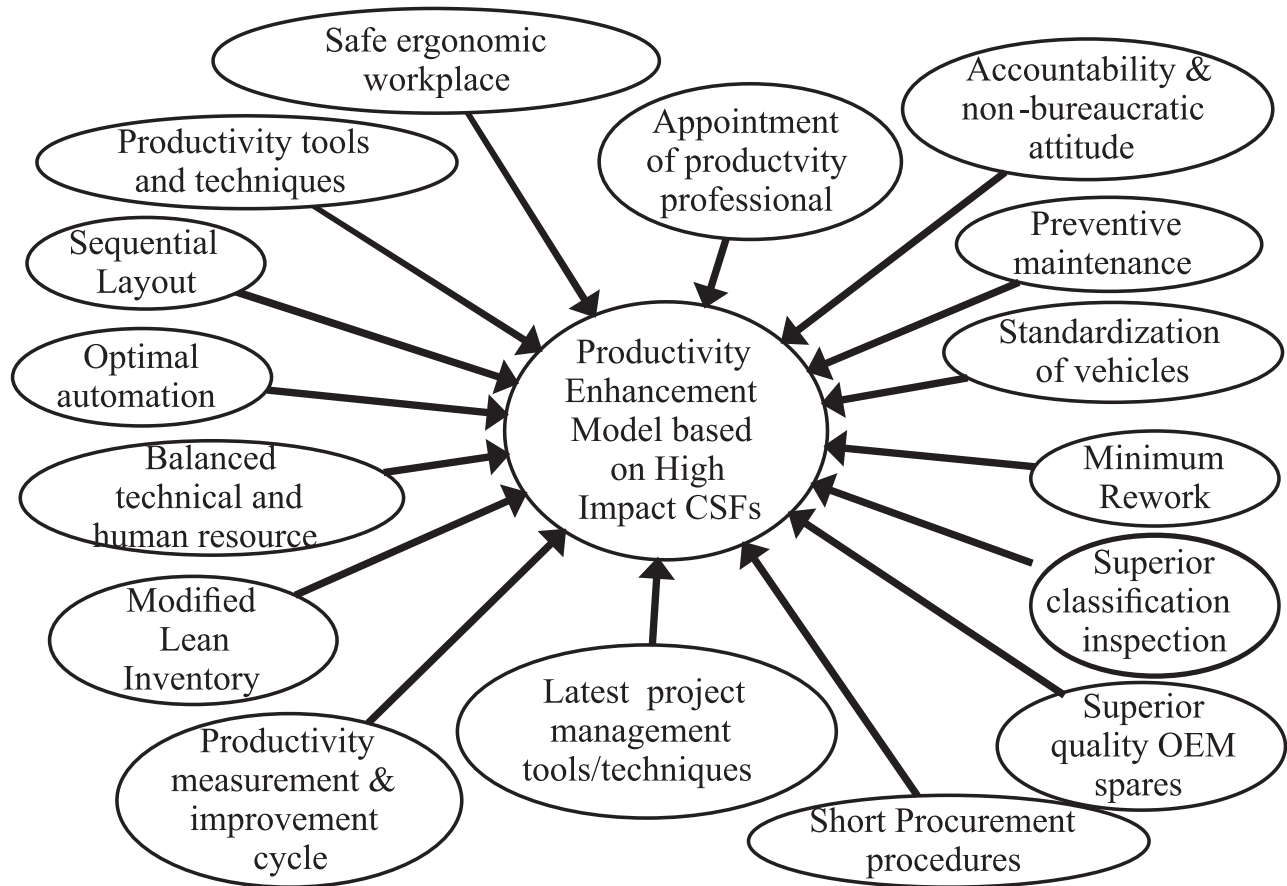 Safe ergonomic
workplace
Accountability &
non-bureaucratic
attitude
Appointment
of productvity
professional
Productivity tools
and techniques
Sequential
Layout
Preventive
maintenance
Optimal
automation
Standardization
of vehicles
Productivity
Enhancement
Model based
on High
Impact CSFs
Balanced
technical and
human resource
Minimum
Rework
Modified
Lean
Inventory
Superior
classification
inspection
Productivity
measurement &
improvement
cycle
Latest project
management
tools/techniques
Superior
quality OEM
spares
Short Procurement
procedures